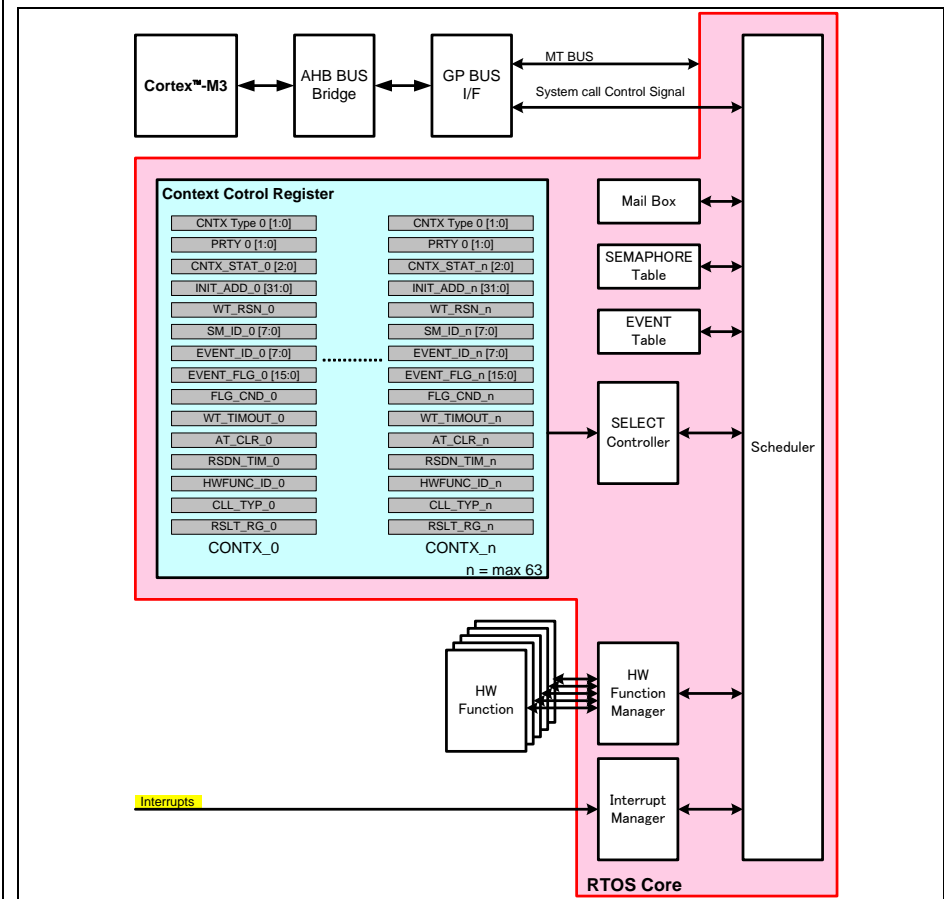 MT BUS
Cortex™-M3
AHB BUS
Bridge
GP BUS
I/F
System call Control Signal
Context Cotrol Register
CNTX Type 0 [1:0]
PRTY 0 [1:0]
CNTX_STAT_0 [2:0]
INIT_ADD_0 [31:0]
WT_RSN_0
SM_ID_0 [7:0]
EVENT_ID_0 [7:0]
EVENT_FLG_0 [15:0]
FLG_CND_0
WT_TIMOUT_0
AT_CLR_0
RSDN_TIM_0
HWFUNC_ID_0
CLL_TYP_0
RSLT_RG_0
CONTX_0
CNTX Type 0 [1:0]
PRTY 0 [1:0]
CNTX_STAT_n [2:0]
INIT_ADD_n [31:0]
WT_RSN_n
SM_ID_n [7:0]
EVENT_ID_n [7:0]
EVENT_FLG_n [15:0]
FLG_CND_n
WT_TIMOUT_n
AT_CLR_n
RSDN_TIM_n
HWFUNC_ID_n
CLL_TYP_n
RSLT_RG_n
CONTX_n
n = max 63
Mail Box
SEMAPHORE
Table
EVENT
Table
SELECT
Controller
Scheduler
HW
Function
HW
Function
Manager
Interrupts
Interrupt
Manager
RTOS Core